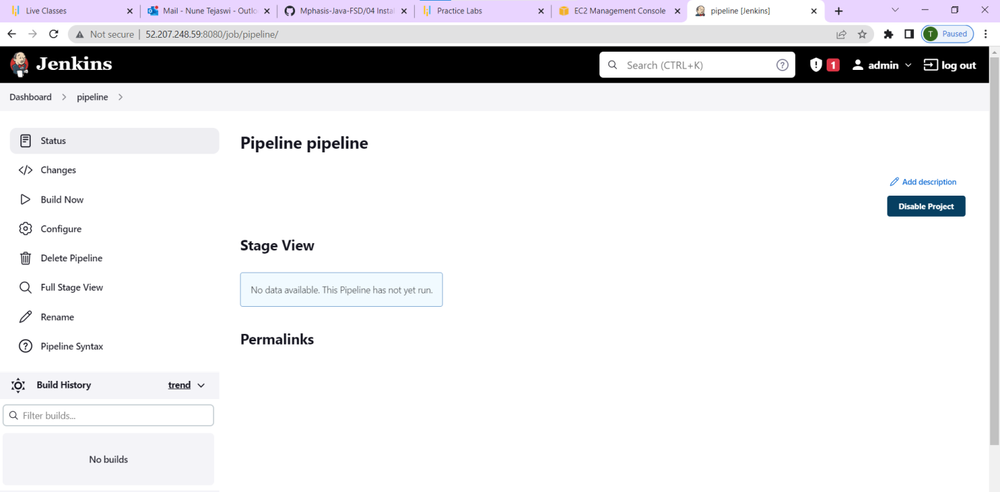 Live Classes
Mail - Nune Tejaswi - Outlo
Mphasis-Java-FSD/04 Instal
Practice Labs
EC2 Management Console
pipeline [Jenkins]
Not secure | 52.207.248.59:8080/job/pipeline/
T Paused
Jenkins
Search (CTRL+K)
1
admin
log out
Dashboard > pipeline >
Status
Changes
Build Now
Configure
Delete Pipeline
Full Stage View
Rename
Pipeline Syntax
Build History
trend
Filter builds...
No builds
Pipeline pipeline
Add description
Disable Project
Stage View
No data available. This Pipeline has not yet run.
Permalinks